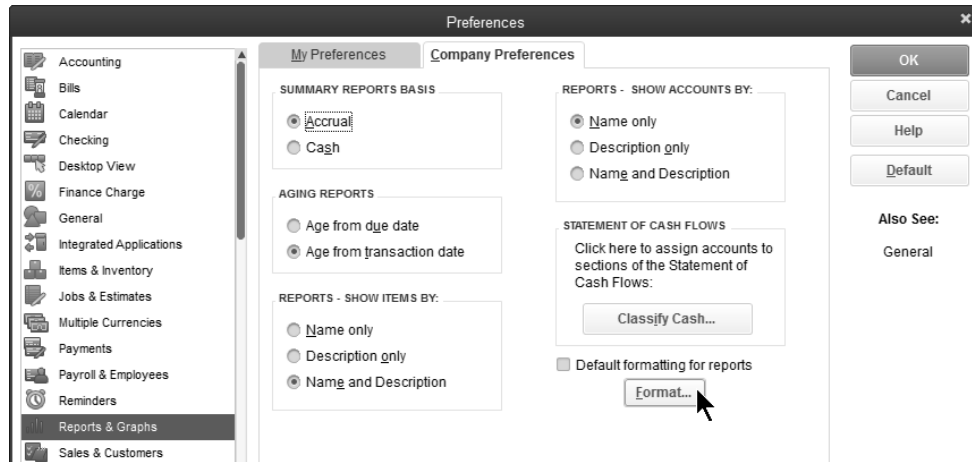 Preferences
Accounting
Bills
Calendar
Checking
Desktop View
Finance Charge
General
Integrated Applications
Items & Inventory
Jobs & Estimates
Multiple Currencies
Payments
Payroll & Employees
Reminders
Reports & Graphs
Sales & Customers
My Preferences
Company Preferences
SUMMARY REPORTS BASIS
Accrual
Cash
AGING REPORTS
Age from due date
Age from transaction date
REPORTS - SHOW ITEMS BY:
Name only
Description only
Name and Description
REPORTS - SHOW ACCOUNTS BY:
Name only
Description only
Name and Description
STATEMENT OF CASH FLOWS
Click here to assign accounts to
sections of the Statement of
Cash Flows:
Classify Cash...
Default formatting for reports
Format...
OK
Cancel
Help
Default
Also See:
General